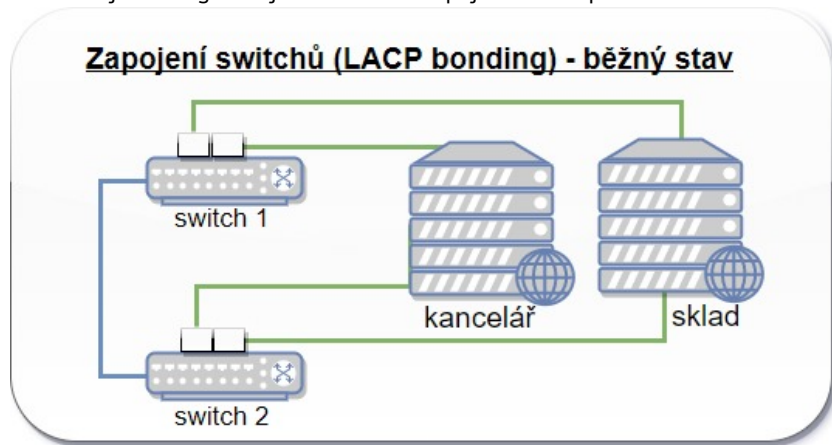 Zapojení switchů (LACP bonding) - běžný stav
switch 1
kancelář
sklad
switch 2